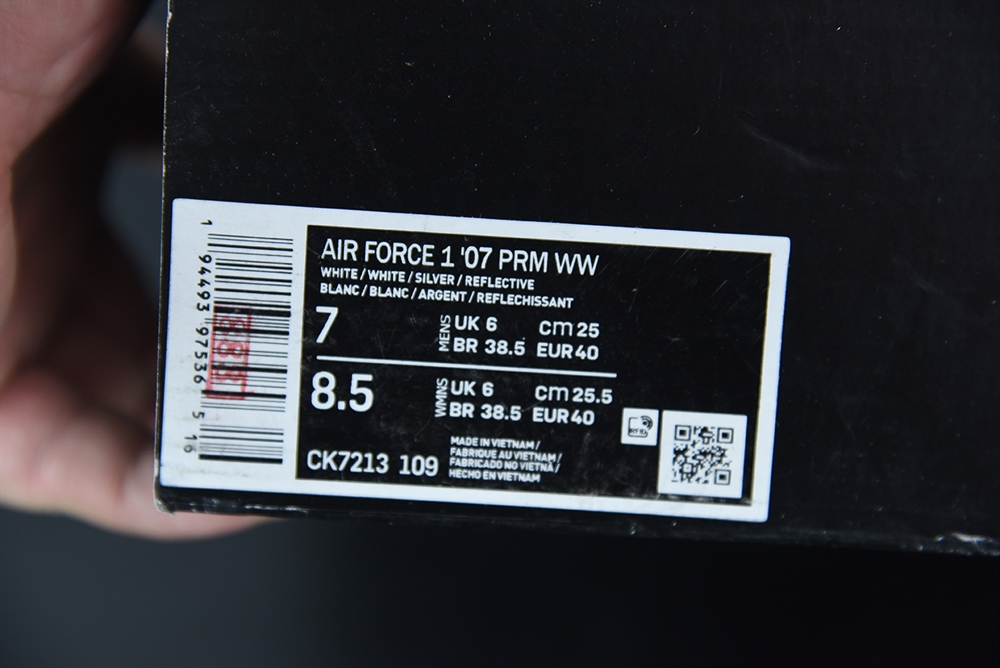 AIR FORCE 1 '07 PRM WW
WHITE / WHITE / SILVER / REFLECTIVE
BLANC / BLANC / ARGENT / REFLECHISSANT
7 MENS UK 6 cm 25
BR 38.5 EUR 40
8.5 WMNS UK 6 cm 25.5
BR 38.5 EUR 40
CK7213 109
MADE IN VIETNAM /
FABRIQUE AU VIETNAM /
FABRICADO NO VIETNÃ /
HECHO EN VIETNAM
RFID
1 94493 97536 5 16